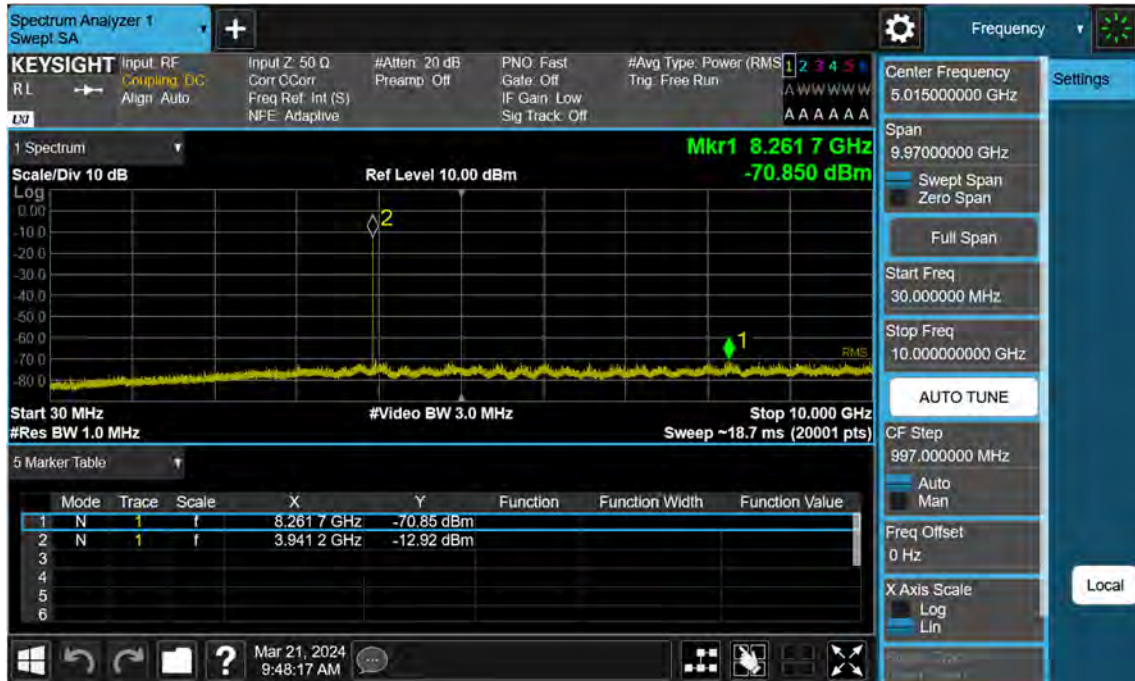 Spectrum Analyzer 1
Swept SA
+
Frequency
KEYSIGHT
RL
LXI
Input: RF
Coupling: DC
Align: Auto
Input Z: 50 Ω
Corr CCorr
Freq Ref: Int (S)
NFE: Adaptive
#Atten: 20 dB
Preamp: Off
PNO: Fast
Gate: Off
IF Gain: Low
Sig Track: Off
#Avg Type: Power (RMS
Trig: Free Run
1 2 3 4 5 6
A W W W W W
A A A A A A
1 Spectrum
Scale/Div 10 dB
Ref Level 10.00 dBm
Mkr1 8.261 7 GHz
-70.850 dBm
Log
0.00
-10.0
-20.0
-30.0
-40.0
-50.0
-60.0
-70.0
-80.0
2
1
RMS
Start 30 MHz
#Video BW 3.0 MHz
Stop 10.000 GHz
#Res BW 1.0 MHz
Sweep ~18.7 ms (20001 pts)
5 Marker Table
Mode Trace Scale X Y Function Function Width Function Value
1 N 1 f 8.261 7 GHz -70.85 dBm
2 N 1 f 3.941 2 GHz -12.92 dBm
3
4
5
6
Mar 21, 2024
9:48:17 AM
?
Center Frequency
5.015000000 GHz
Span
9.97000000 GHz
Swept Span
Zero Span
Full Span
Start Freq
30.000000 MHz
Stop Freq
10.000000000 GHz
AUTO TUNE
CF Step
997.000000 MHz
Auto
Man
Freq Offset
0 Hz
X Axis Scale
Log
Lin
Settings
Local